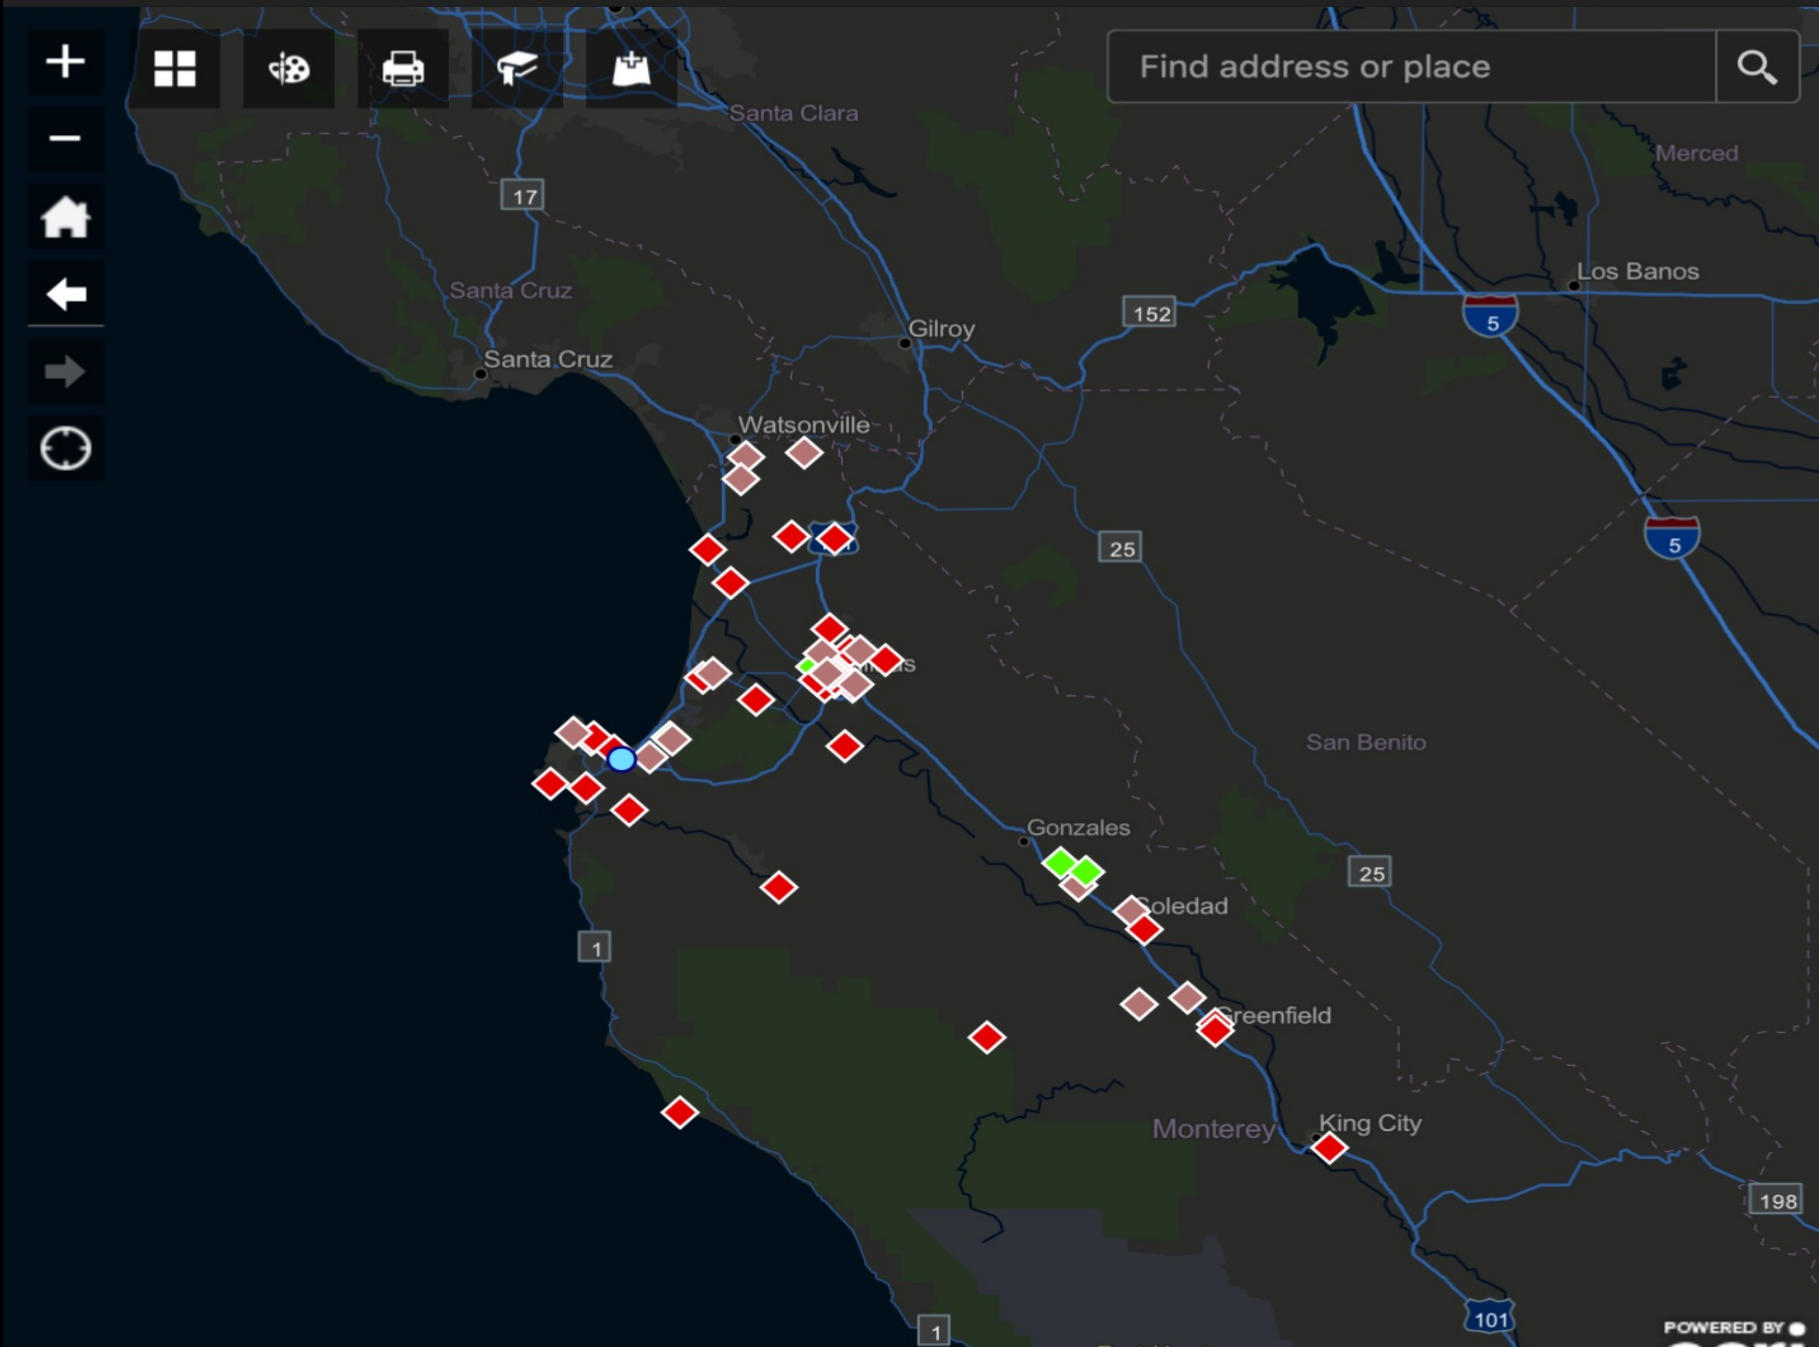 Find address or place
Santa Clara
Merced
17
Los Banos
Santa Cruz
152
5
Gilroy
Santa Cruz
Watsonville
25
5
San Benito
Gonzales
25
Soledad
1
Greenfield
King City
Monterey
198
101
1
POWERED BY